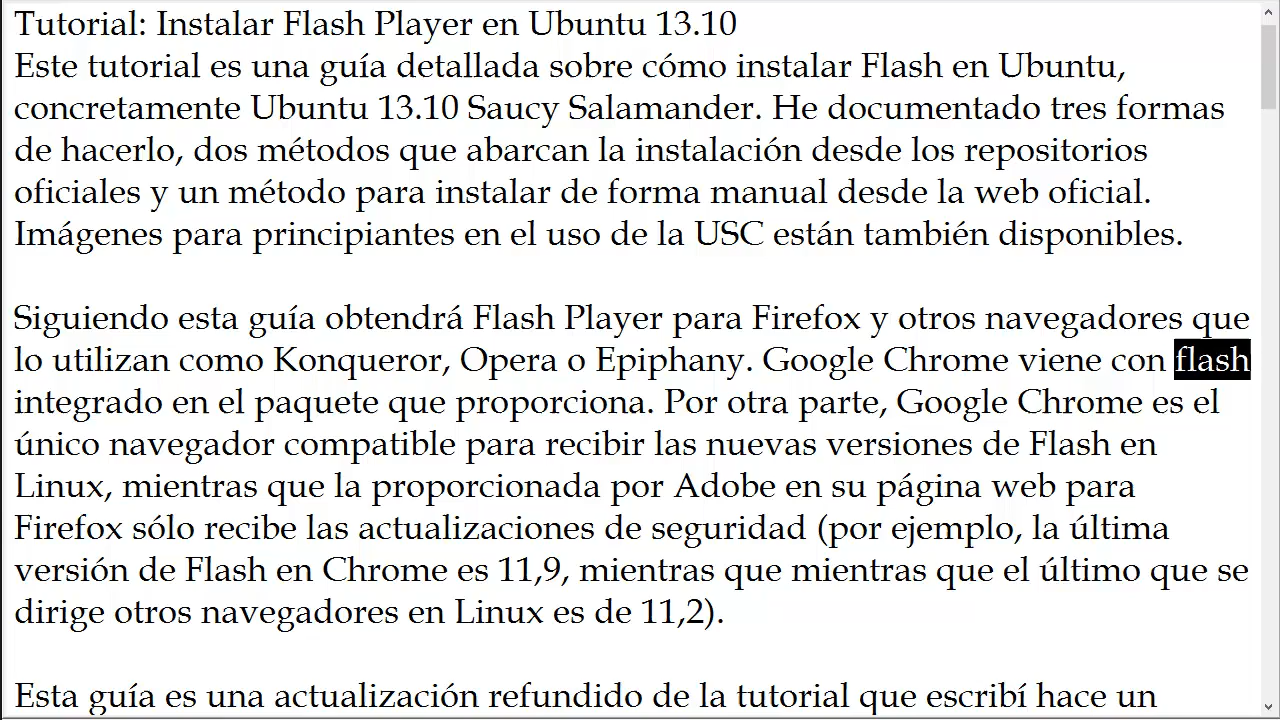 Tutorial: Instalar Flash Player en Ubuntu 13.10
Este tutorial es una guía detallada sobre cómo instalar Flash en Ubuntu,
concretamente Ubuntu 13.10 Saucy Salamander. He documentado tres formas
de hacerlo, dos métodos que abarcan la instalación desde los repositorios
oficiales y un método para instalar de forma manual desde la web oficial.
Imágenes para principiantes en el uso de la USC están también disponibles.
Siguiendo esta guía obtendrá Flash Player para Firefox y otros navegadores que
lo utilizan como Konqueror, Opera o Epiphany. Google Chrome viene con flash
integrado en el paquete que proporciona. Por otra parte, Google Chrome es el
único navegador compatible para recibir las nuevas versiones de Flash en
Linux, mientras que la proporcionada por Adobe en su página web para
Firefox sólo recibe las actualizaciones de seguridad (por ejemplo, la última
versión de Flash en Chrome es 11,9, mientras que mientras que el último que se
dirige otros navegadores en Linux es de 11,2).
Esta guía es una actualización refundido de la tutorial que escribí hace un